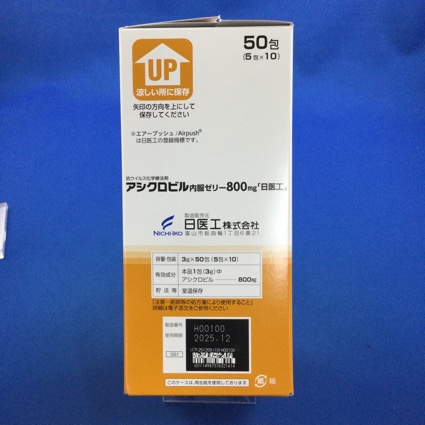 50包
(5包×10)
UP
涼しい所に保存
矢印の方向を上にして
保存してください
※エアープッシュ/Airpush®
は日医工の登録商標です。
抗ウイルス化学療法剤
アシクロビル内服ゼリー800mg「日医工」
製造販売元
NICHI-IKO
日医工株式会社
富山市総曲輪1丁目6番21
容量・包装 3g×50包(5包×10)
有効成分 本品1包(3g)中
アシクロビル 800mg
貯法等 室温保存
「注意-医師等の処方箋により使用すること」
詳細は電子添文をご参照ください
製造番号 H00100
使用期限 2025.12
このケースは、再生紙を使用しております
紙
箱